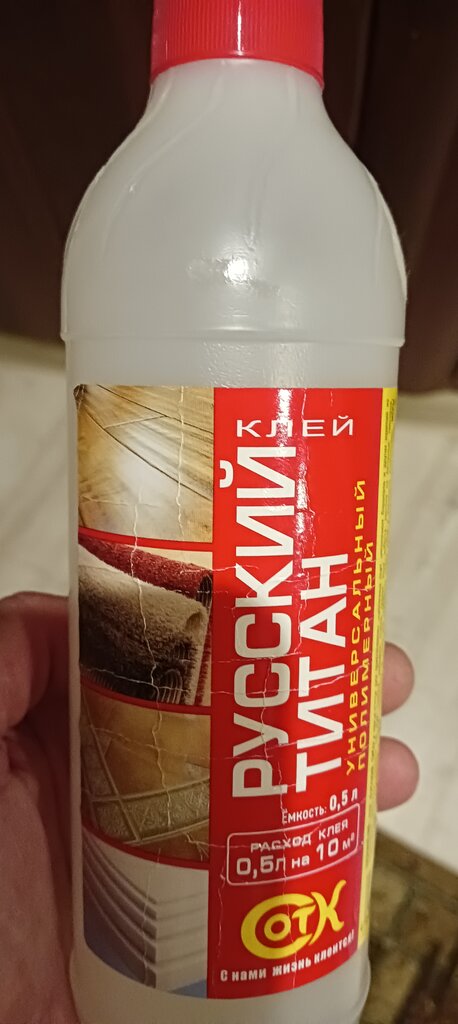 КЛЕЙ
РУССКИЙ
ТИТАН
УНИВЕРСАЛЬНЫЙ
ПОЛИМЕРНЫЙ
ЕМКОСТЬ: 0,5 л
РАСХОД КЛЕЯ
0,5л на 10 м²
СОТК
С нами жизнь клеится!